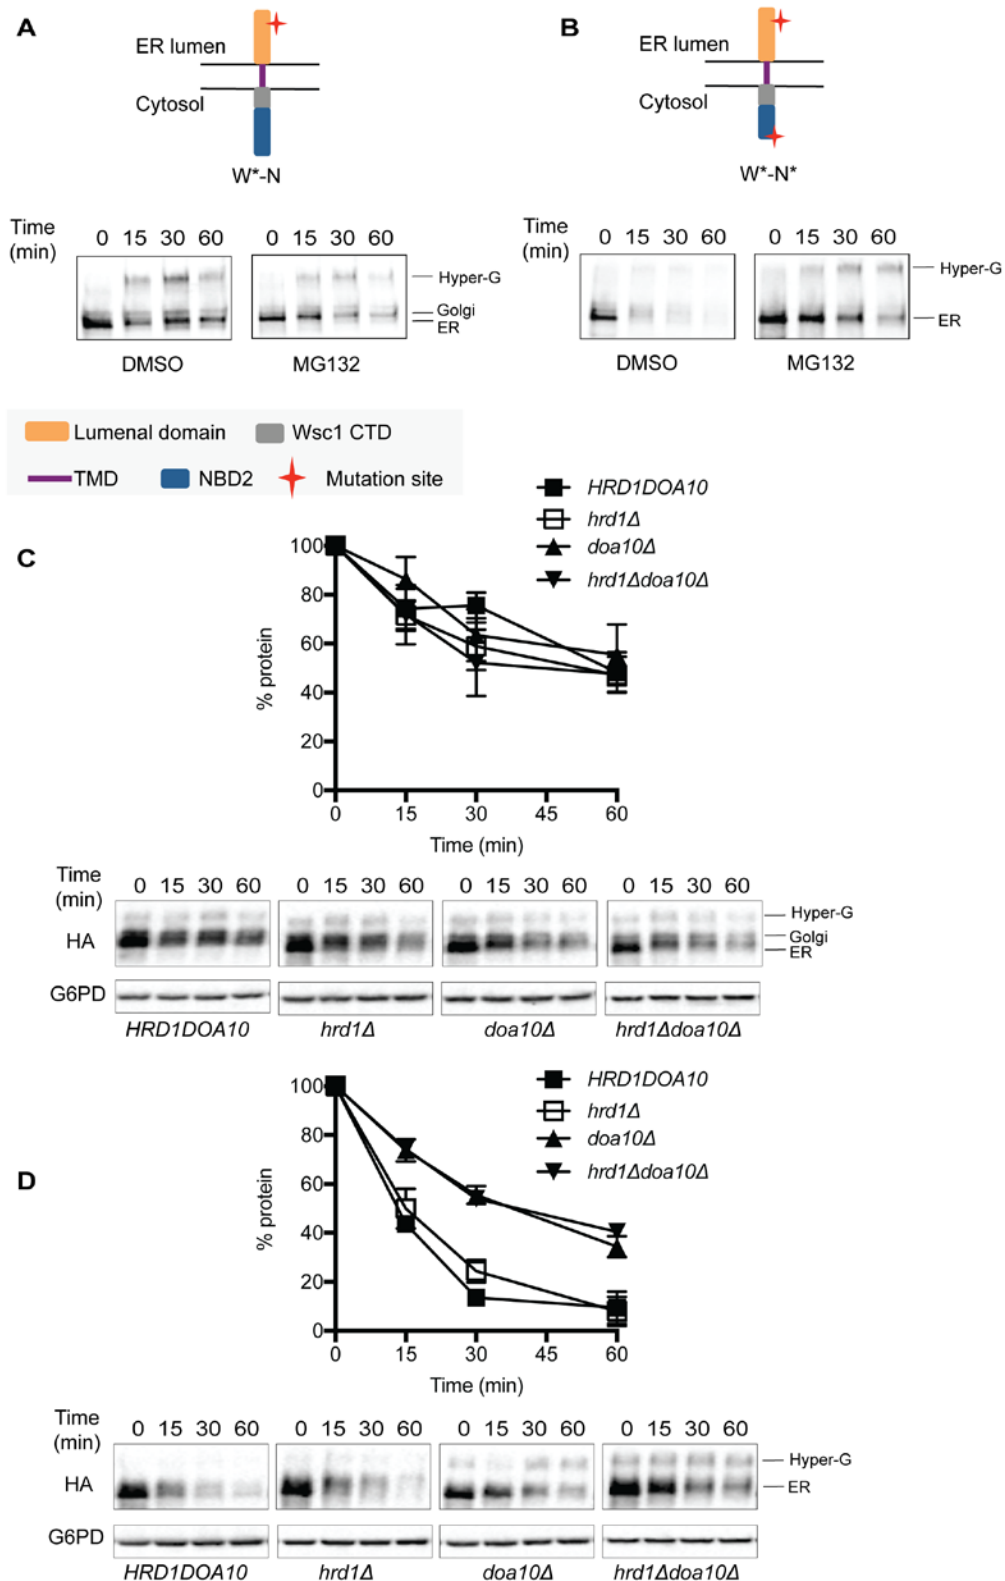 A
B
ER lumen
Cytosol
W*-N
ER lumen
Cytosol
W*-N*
Time
(min)
0 15 30 60
0 15 30 60
Hyper-G
Golgi
ER
DMSO
MG132
Time
(min)
0 15 30 60
0 15 30 60
Hyper-G
ER
DMSO
MG132
Lumenal domain
Wsc1 CTD
TMD
NBD2
Mutation site
C
HRD1DOA10
hrd1Δ
doa10Δ
hrd1Δdoa10Δ
100
80
60
40
20
0
% protein
0 15 30 45 60
Time (min)
Time
(min)
0 15 30 60
0 15 30 60
0 15 30 60
0 15 30 60
HA
Hyper-G
Golgi
ER
G6PD
HRD1DOA10
hrd1Δ
doa10Δ
hrd1Δdoa10Δ
D
HRD1DOA10
hrd1Δ
doa10Δ
hrd1Δdoa10Δ
100
80
60
40
20
0
% protein
0 15 30 45 60
Time (min)
Time
(min)
0 15 30 60
0 15 30 60
0 15 30 60
0 15 30 60
HA
Hyper-G
ER
G6PD
HRD1DOA10
hrd1Δ
doa10Δ
hrd1Δdoa10Δ